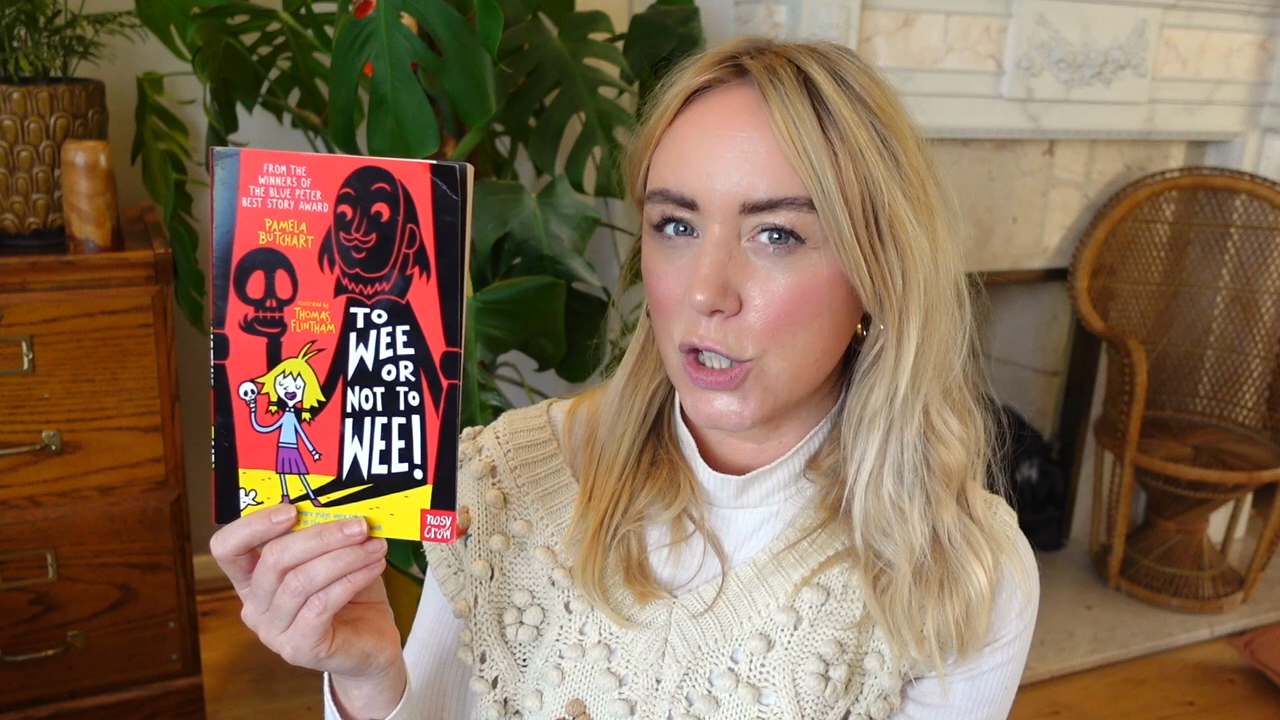 FROM THE
WINNERS OF
THE BLUE PETER
BEST STORY AWARD
PAMELA
BUTCHART
ILLUSTRATED BY
THOMAS
FLINTHAM
TO
WEE
OR
NOT TO
WEE!
nosy
crow